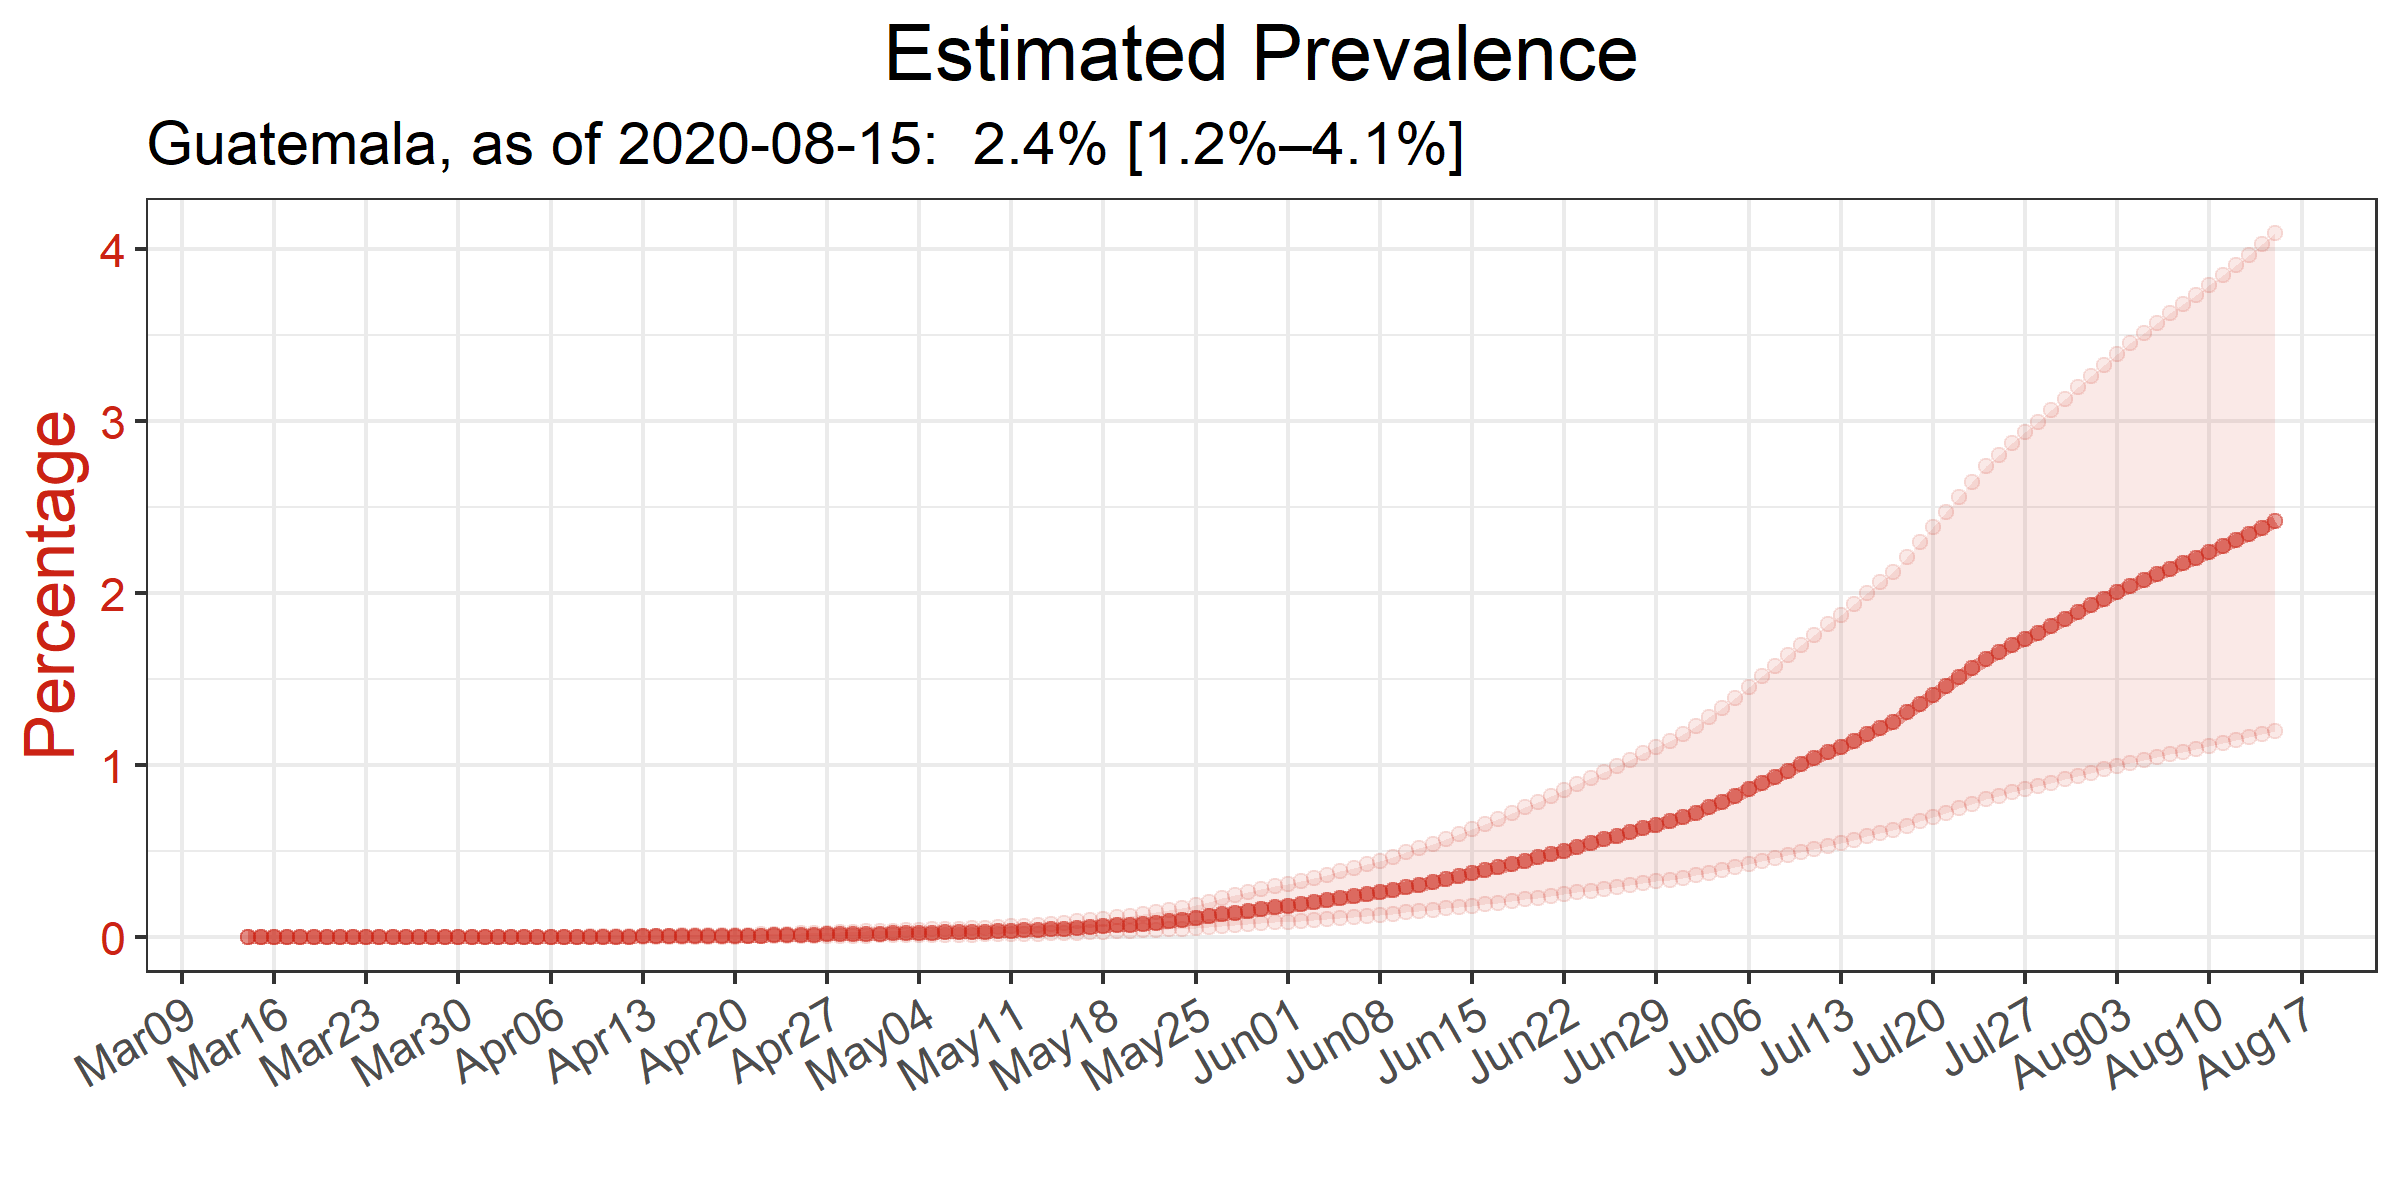 Estimated Prevalence
Guatemala, as of 2020-08-15:  2.4% [1.2%–4.1%]
Percentage
4
3
2
1
0
Mar09
Mar16
Mar23
Mar30
Apr06
Apr13
Apr20
Apr27
May04
May11
May18
May25
Jun01
Jun08
Jun15
Jun22
Jun29
Jul06
Jul13
Jul20
Jul27
Aug03
Aug10
Aug17